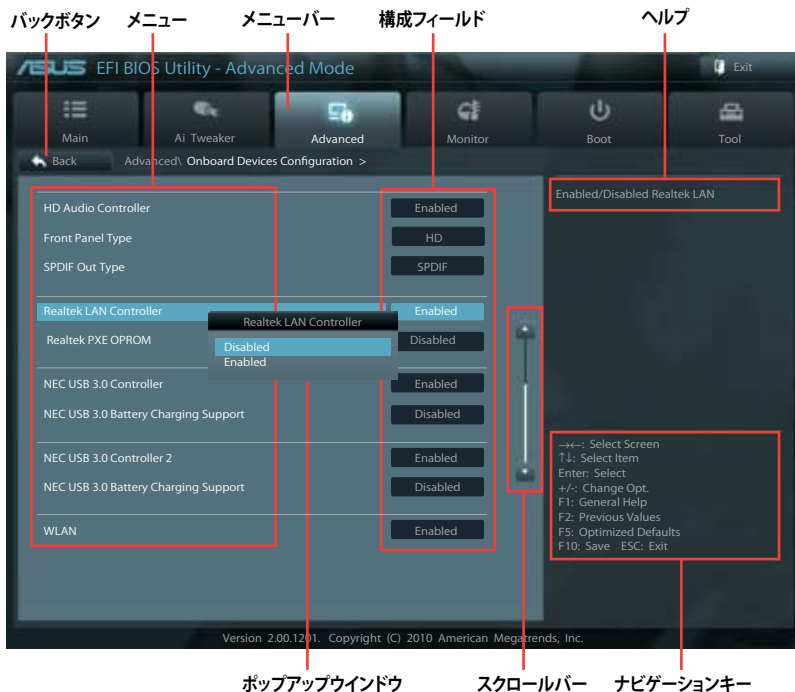 バックボタン メニュー メニューバー 構成フィールド ヘルプ
ASUS EFI BIOS Utility - Advanced Mode Exit
Main Ai Tweaker Advanced Monitor Boot Tool
Back Advanced\ Onboard Devices Configuration >
Enabled/Disabled Realtek LAN
HD Audio Controller Enabled
Front Panel Type HD
SPDIF Out Type SPDIF
Realtek LAN Controller Enabled
Realtek LAN Controller
Realtek PXE OPROM Disabled
Disabled
Enabled
NEC USB 3.0 Controller Enabled
NEC USB 3.0 Battery Charging Support Disabled
NEC USB 3.0 Controller 2 Enabled
NEC USB 3.0 Battery Charging Support Disabled
WLAN Enabled
→←: Select Screen
↑↓: Select Item
Enter: Select
+/-: Change Opt.
F1: General Help
F2: Previous Values
F5: Optimized Defaults
F10: Save ESC: Exit
Version 2.00.1201. Copyright (C) 2010 American Megatrends, Inc.
ポップアップウインドウ スクロールバー ナビゲーションキー